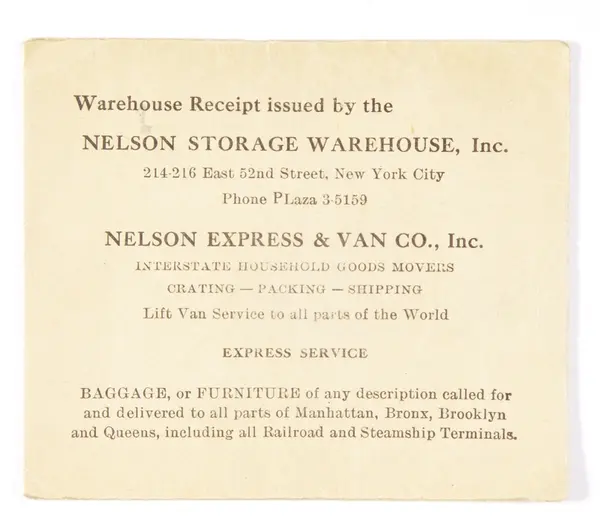 Warehouse Receipt issued by the
NELSON STORAGE WAREHOUSE, Inc.
214-216 East 52nd Street, New York City
Phone PLaza 3-5159
NELSON EXPRESS & VAN CO., Inc.
INTERSTATE HOUSEHOLD GOODS MOVERS
CRATING — PACKING — SHIPPING
Lift Van Service to all parts of the World
EXPRESS SERVICE
BAGGAGE, or FURNITURE of any description called for
and delivered to all parts of Manhattan, Bronx, Brooklyn
and Queens, including all Railroad and Steamship Terminals.